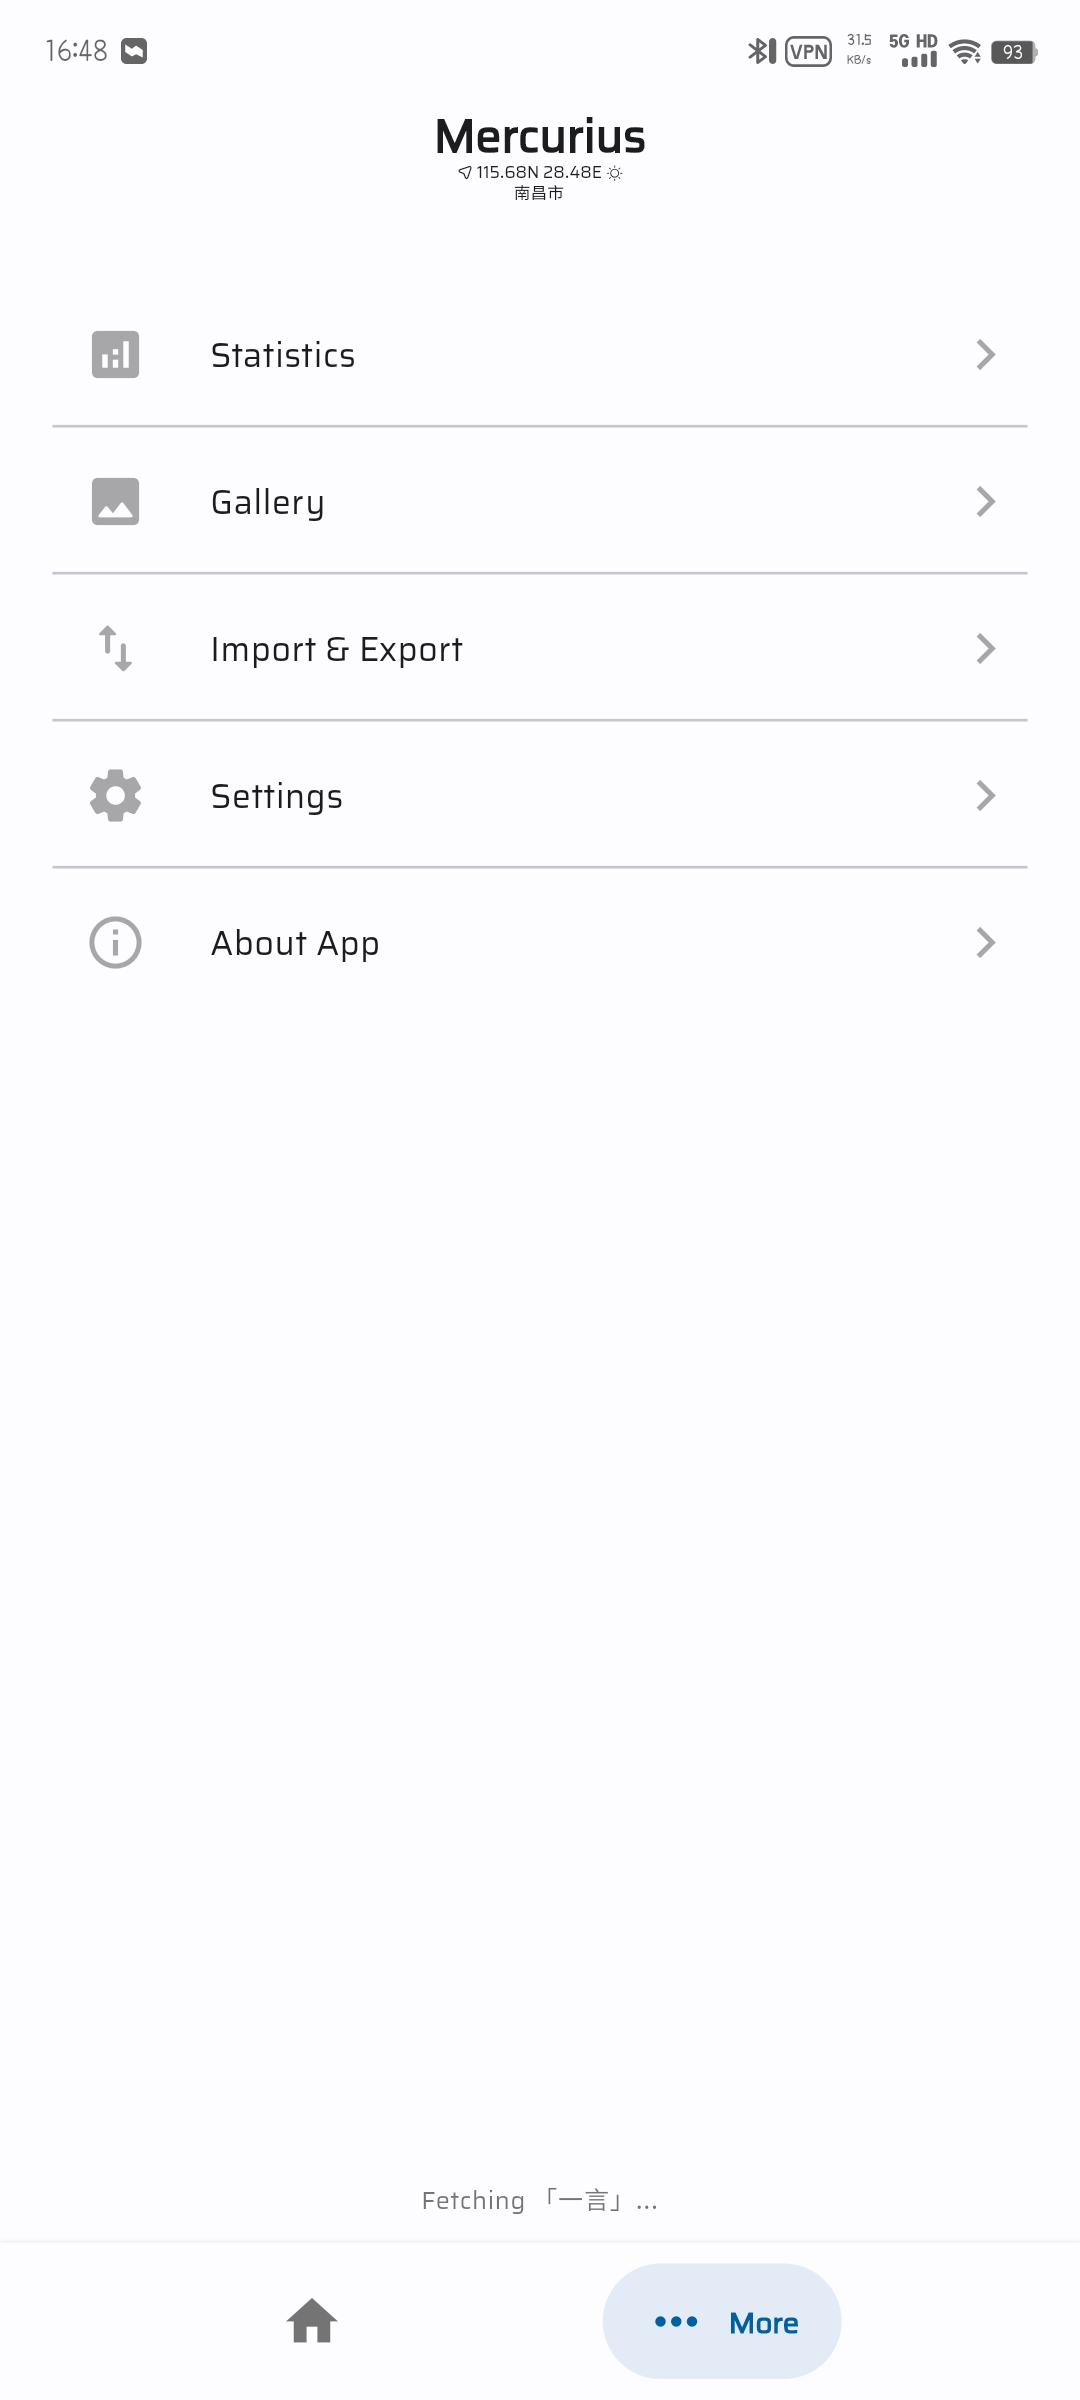 16:48
VPN
31.5
KB/s
5G HD
93
Mercurius
115.68N 28.48E
南昌市
Statistics
Gallery
Import & Export
Settings
About App
Fetching 「一言」...
More